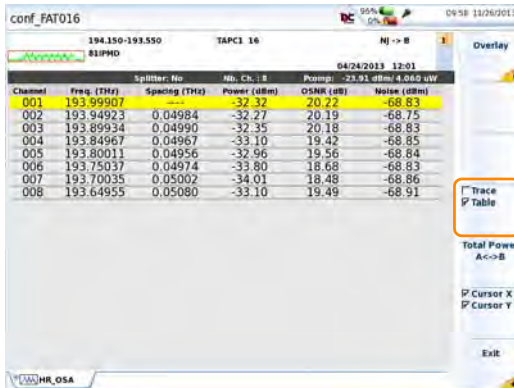 conf_FAT016
95%
0%
09:58 11/26/2013
194.150-193.550 TAPC1 16 NJ -> B 1
81IPMD
04/24/2013 12:01
Splitter: No Nb. Ch. : 8 Pcomp: -23.91 dBm/ 4.060 uW
Channel Freq. (THz) Spacing (THz) Power (dBm) OSNR (dB) Noise (dBm)
001 193.99907 ---- -32.32 20.22 -68.83
002 193.94923 0.04984 -32.27 20.19 -68.75
003 193.89934 0.04990 -32.35 20.18 -68.83
004 193.84967 0.04967 -33.10 19.42 -68.85
005 193.80011 0.04956 -32.96 19.56 -68.84
006 193.75037 0.04974 -33.80 18.68 -68.83
007 193.70035 0.05002 -34.01 18.48 -68.86
008 193.64955 0.05080 -33.10 19.49 -68.91
Overlay
Trace
Table
Total Powe
A<->B
Cursor X
Cursor Y
Exit
HR_OSA